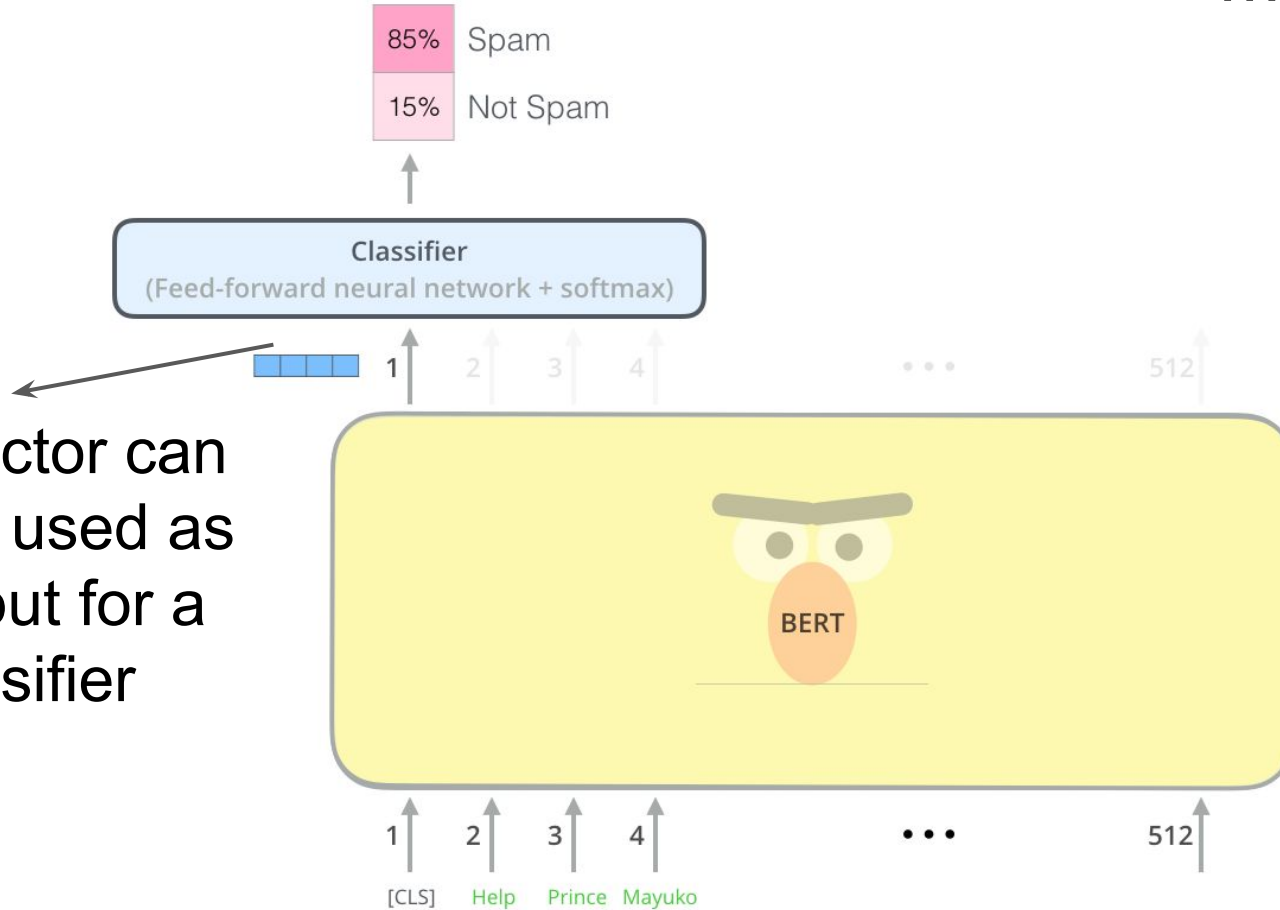 85% Spam
15% Not Spam
Classifier
(Feed-forward neural network + softmax)
1 2 3 4 ••• 512
ctor can
used as
out for a
sifier
BERT
1 2 3 4 ••• 512
[CLS] Help Prince Mayuko